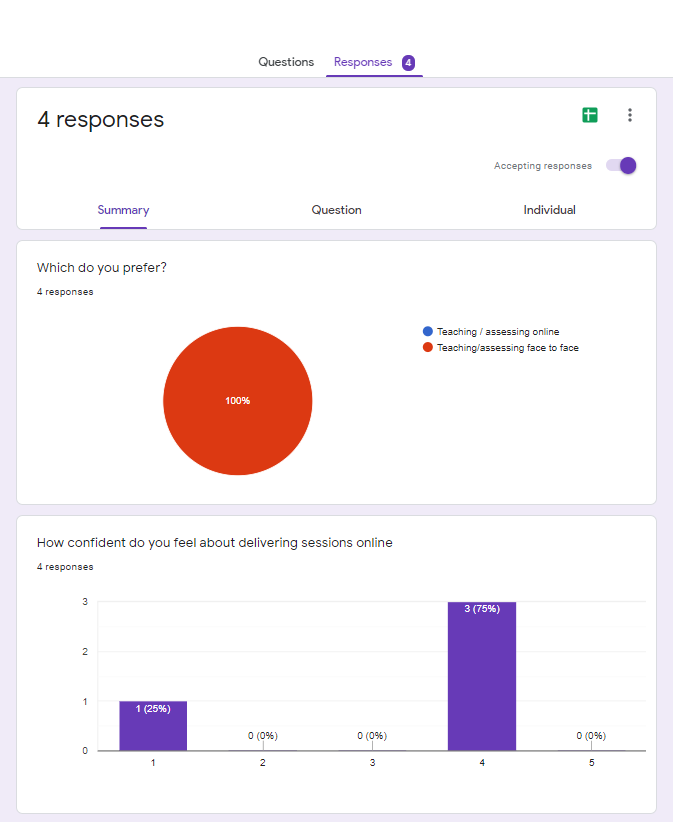 Questions Responses 4
4 responses
Accepting responses
Summary Question Individual
Which do you prefer?
4 responses
Teaching / assessing online
Teaching/assessing face to face
100%
How confident do you feel about delivering sessions online
4 responses
3
3 (75%)
2
1
1 (25%)
0 (0%) 0 (0%) 0 (0%)
0
1 2 3 4 5